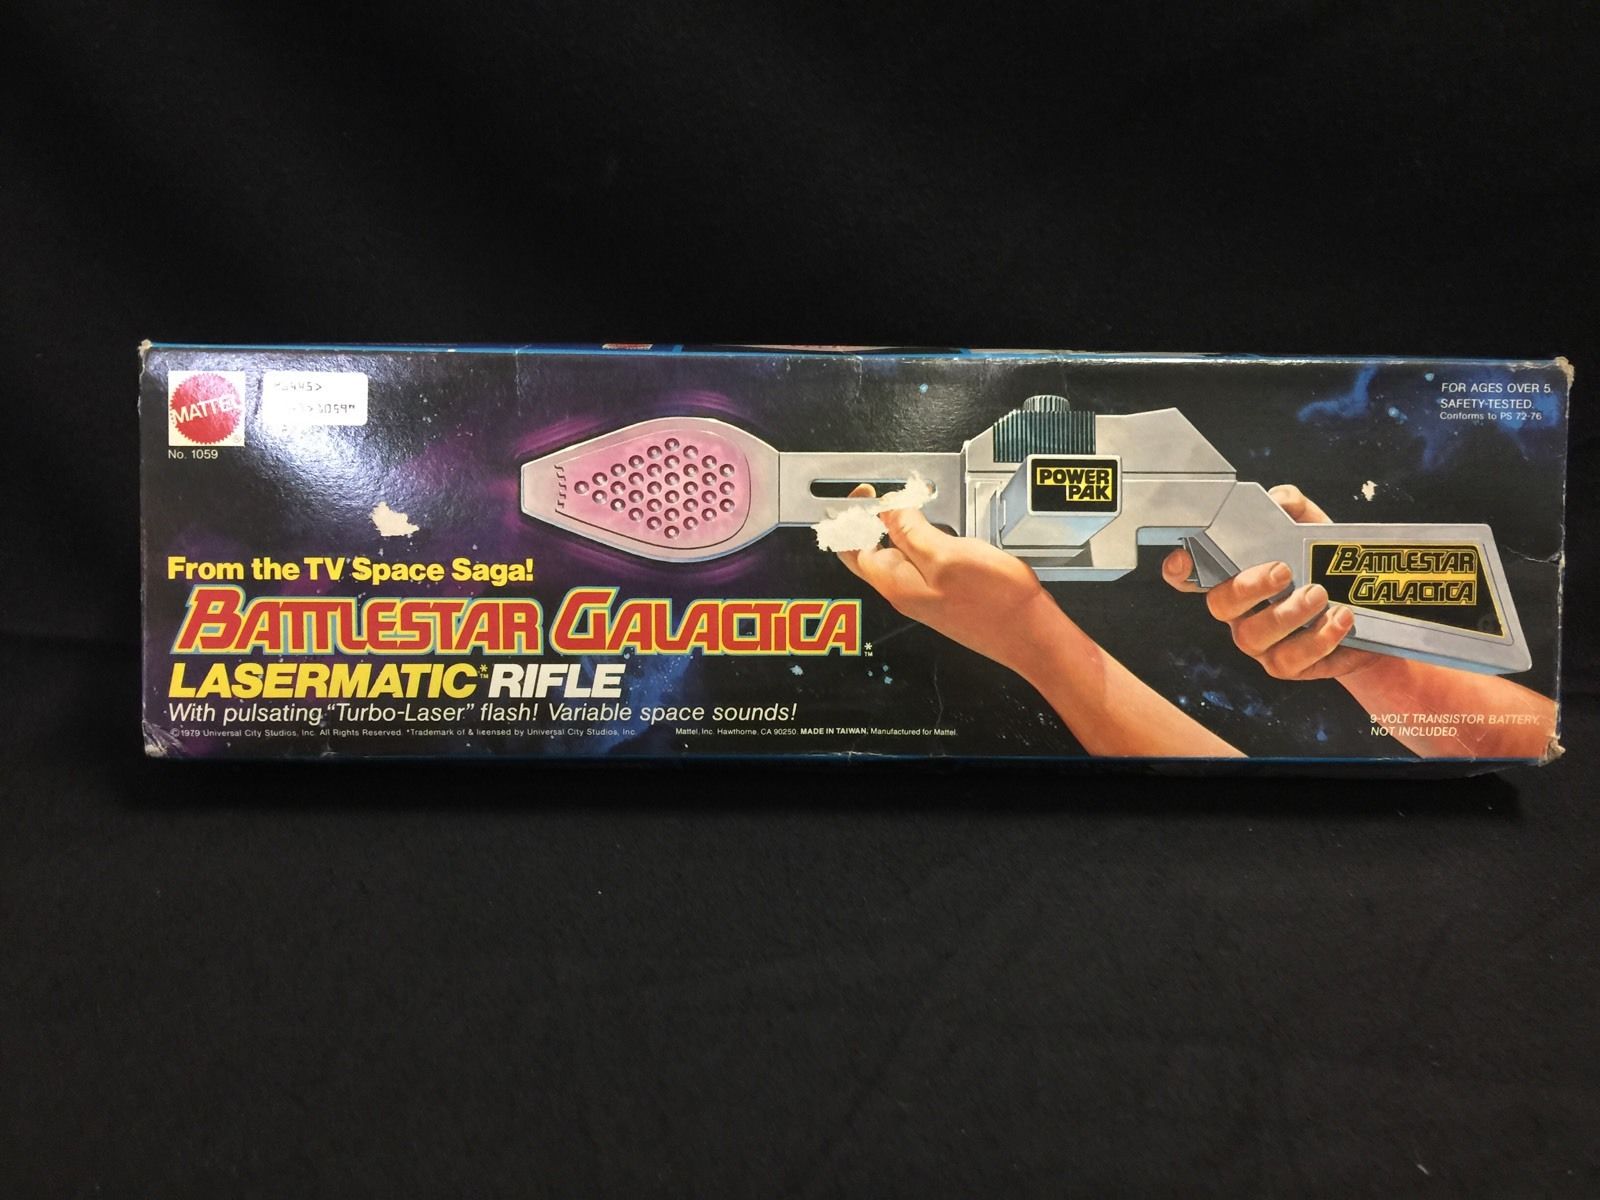 MATTEL
No. 1059
FOR AGES OVER 5.
SAFETY-TESTED.
Conforms to PS 72-76
POWER
PAK
BATTLESTAR
GALACTICA
From the TV Space Saga!
BATTLESTAR GALACTICA*™
LASERMATIC*™ RIFLE
With pulsating "Turbo-Laser" flash! Variable space sounds!
©1979 Universal City Studios, Inc. All Rights Reserved. *Trademark of & licensed by Universal City Studios, Inc. Mattel, Inc. Hawthorne, CA 90250. MADE IN TAIWAN. Manufactured for Mattel.
9-VOLT TRANSISTOR BATTERY,
NOT INCLUDED.